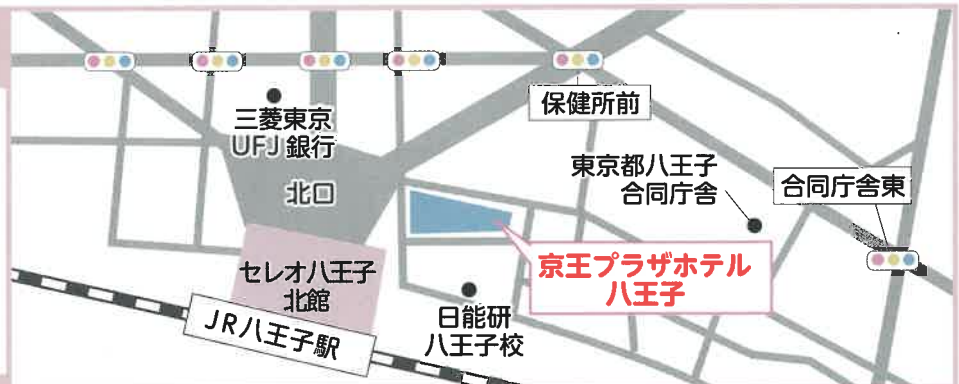 保健所前
三菱東京
UFJ 銀行
東京都八王子
合同庁舎
合同庁舎東
北口
京王プラザホテル
八王子
セレオ八王子
北館
日能研
八王子校
JR八王子駅